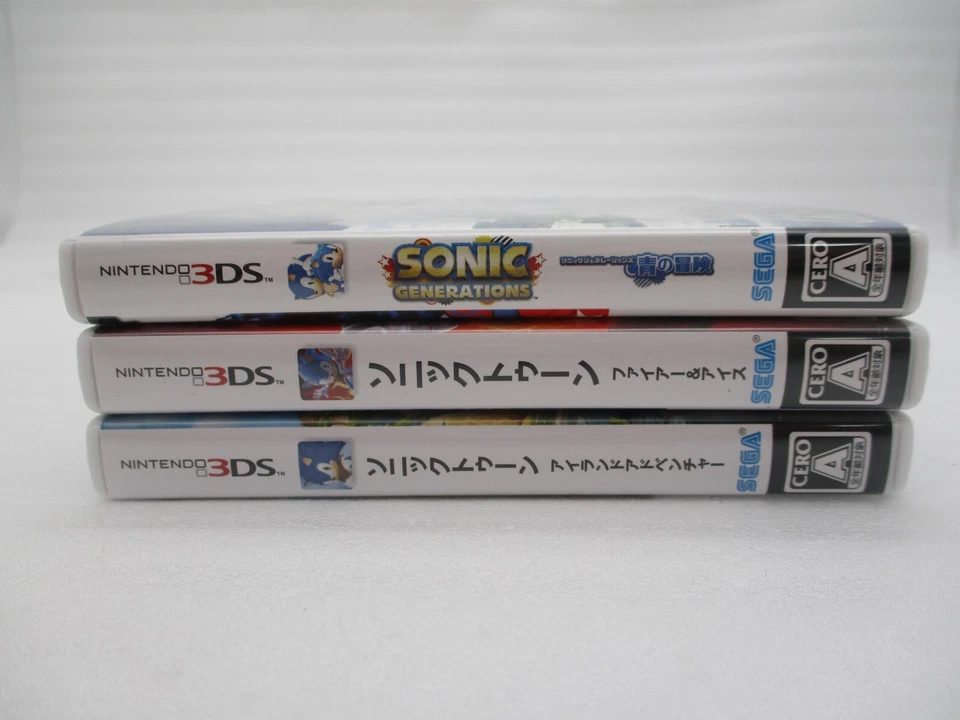 NINTENDO 3DS™ SONIC GENERATIONS™ ソニックジェネレーションズ 青の冒険 SEGA® CERO A 全年齢対象
NINTENDO 3DS™ ソニックトゥーン ファイアー&アイス SEGA® CERO A 全年齢対象
NINTENDO 3DS™ ソニックトゥーン アイランドアドベンチャー SEGA® CERO A 全年齢対象